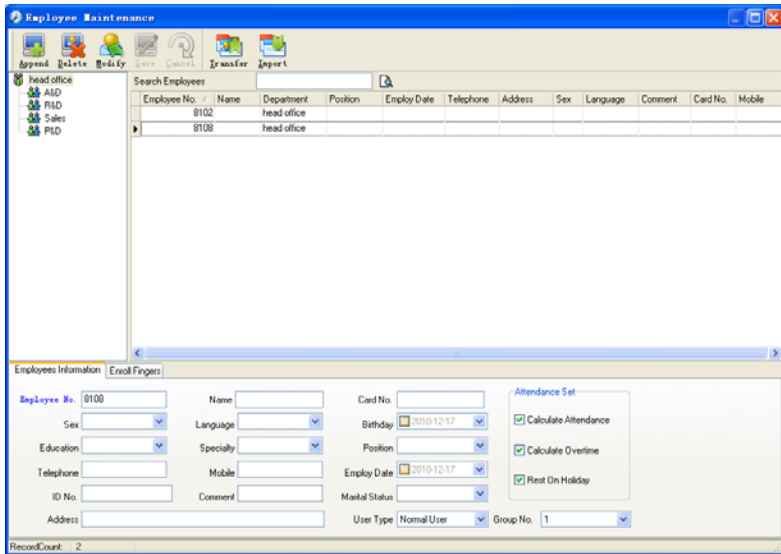 Employee Maintenance
Append Delete Modify Save Cancel Transfer Import
head office
A&D
R&D
Sales
P&D
Search Employees
Employee No. / Name Department Position Employ Date Telephone Address Sex Language Comment Card No. Mobile
8102 head office
8108 head office
Employees Information Enroll Fingers
Employee No. 8108 Name Card No. Attendance Set
Sex Language Birthday 2010-12-17 Calculate Attendance
Education Specialty Position Calculate Overtime
Telephone Mobile Employ Date 2010-12-17 Rest On Holiday
ID No. Comment Marital Status
Address User Type Normal User Group No. 1
RecordCount: 2